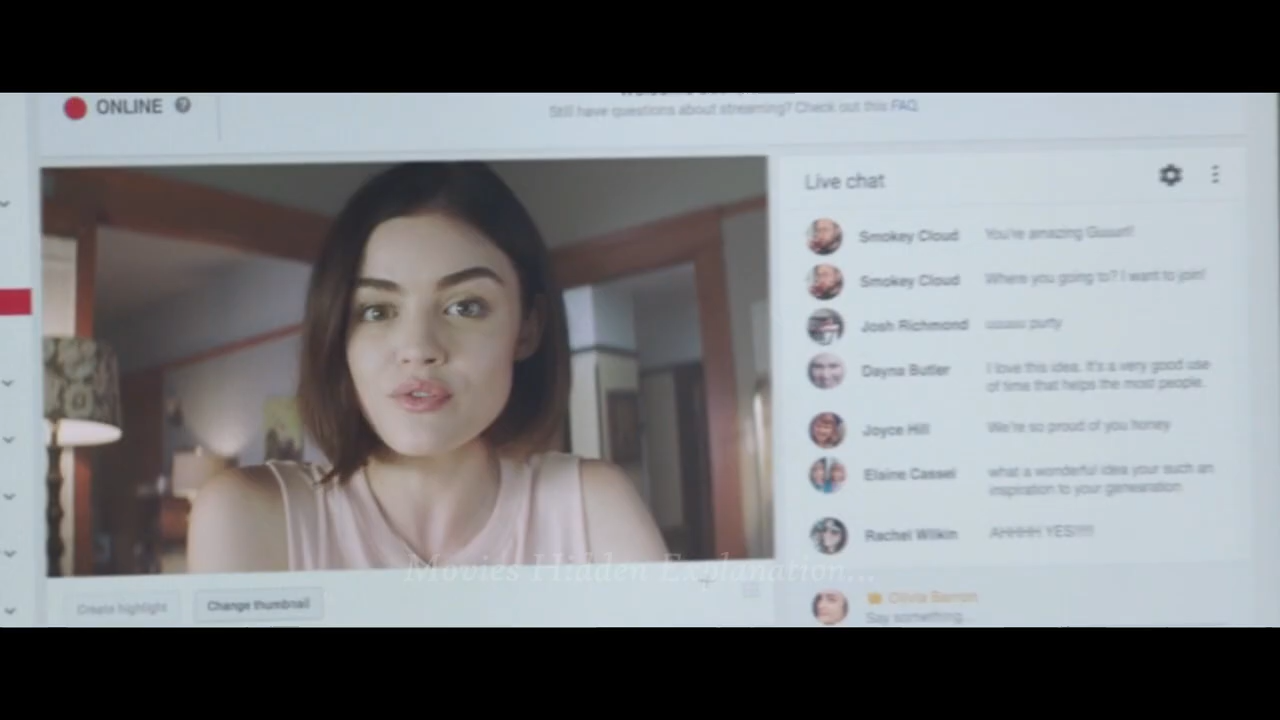 ONLINE
Still have questions about streaming? Check out this FAQ
Live chat
Smokey Cloud You're amazing Guuurl!
Smokey Cloud Where you going to? I want to join!
Josh Richmond purty
Dayna Butler I love this idea. It's a very good use
of time that helps the most people.
Joyce Hill We're so proud of you honey
Elaine Cassel what a wonderful idea your such an
inspiration to your genearation
Rachel Wilkin AHHHH YES!!!!!
Movies Hidden Explanation...
Create highlight Change thumbnail
Olivia Barron
Say something...